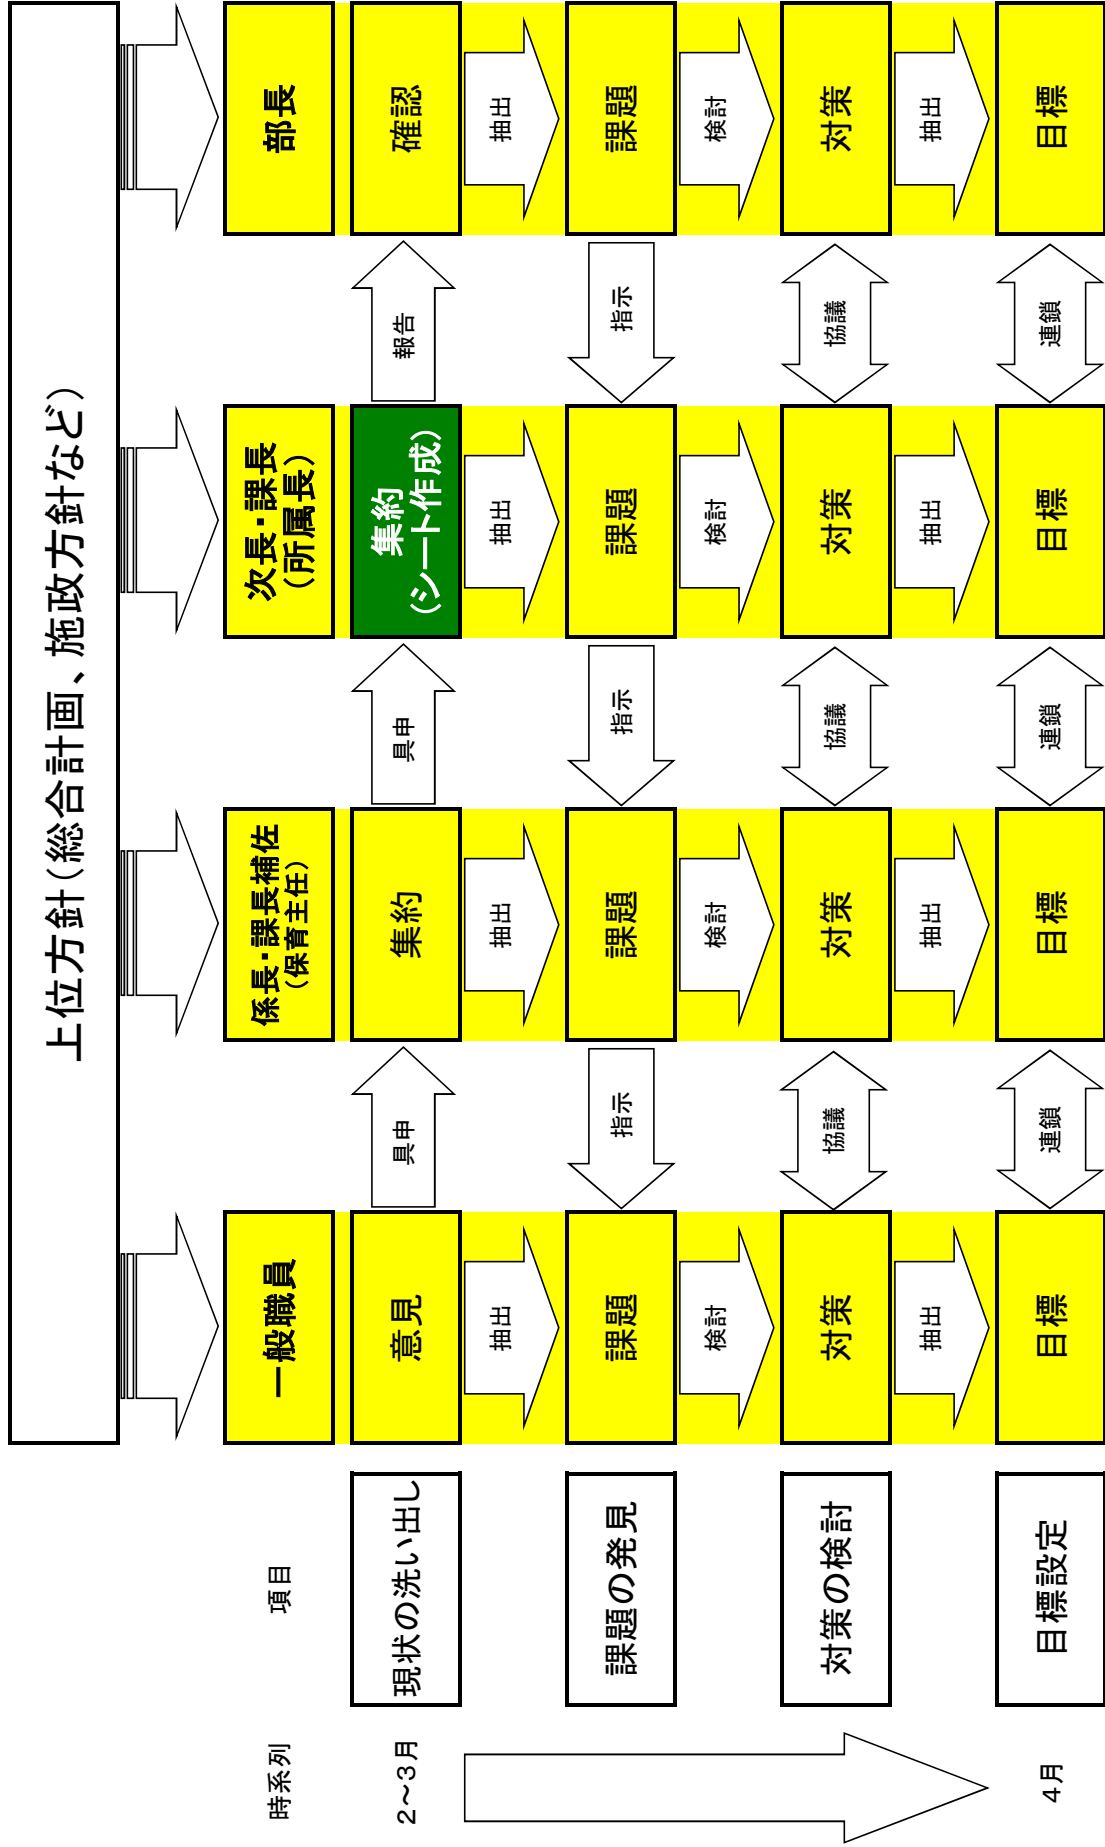 上位方針（総合計画、施政方針など）
時系列
項目
一般職員
係長・課長補佐
（保育主任）
次長・課長
（所属長）
部長
２～３月
現状の洗い出し
意見
具申
集約
具申
集約
（シート作成）
報告
確認
抽出
抽出
抽出
抽出
課題の発見
課題
指示
課題
指示
課題
指示
課題
検討
検討
検討
検討
対策の検討
対策
協議
対策
協議
対策
協議
対策
抽出
抽出
抽出
抽出
４月
目標設定
目標
連鎖
目標
連鎖
目標
連鎖
目標